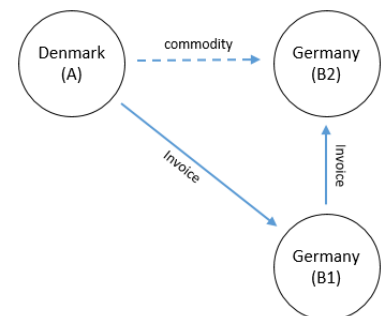 Denmark
(A)
commodity
Germany
(B2)
Invoice
Invoice
Germany
(B1)